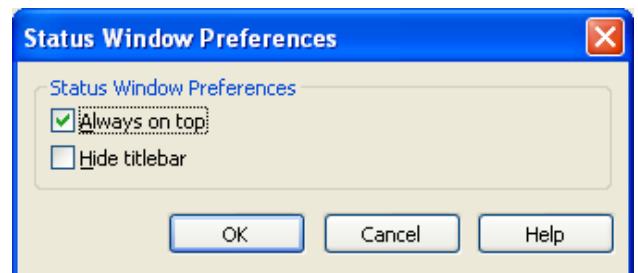 Status Window Preferences
Status Window Preferences
Always on top
Hide titlebar
OK Cancel Help